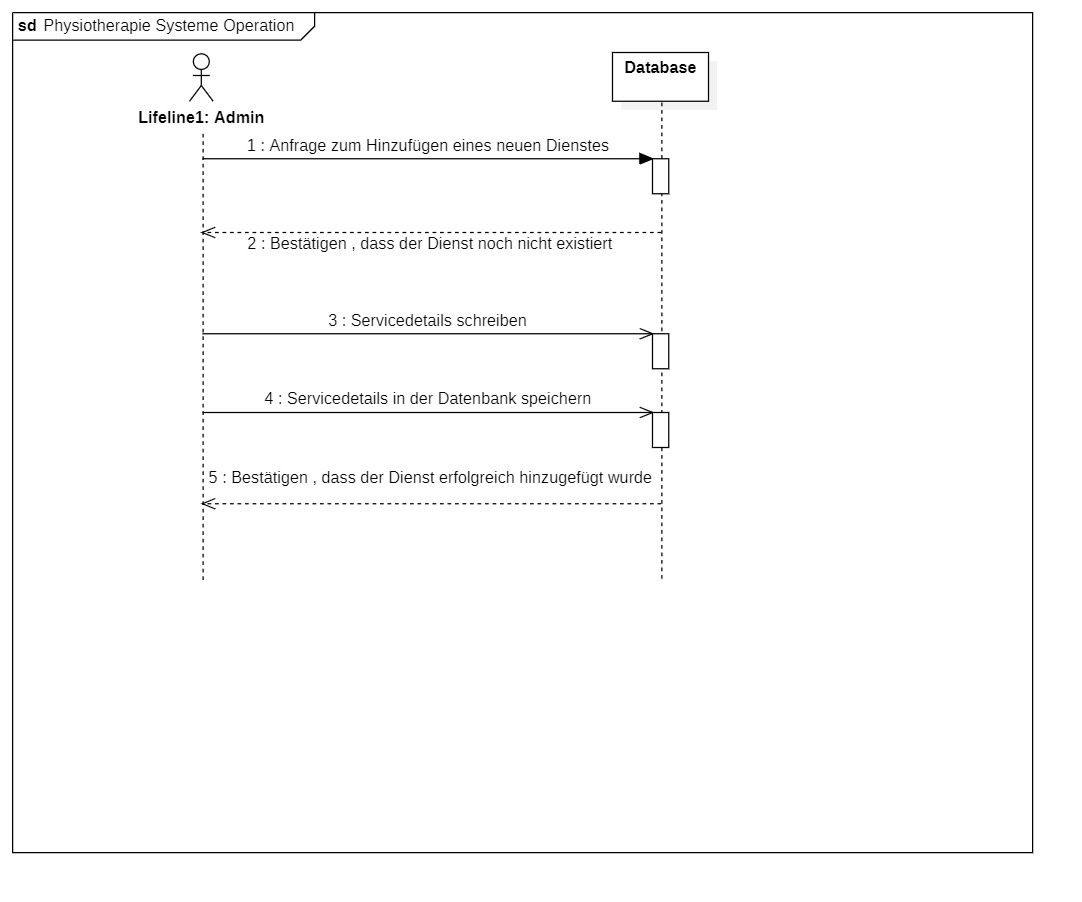 sd Physiotherapie Systeme Operation
Database
Lifeline1: Admin
1 : Anfrage zum Hinzufügen eines neuen Dienstes
2 : Bestätigen , dass der Dienst noch nicht existiert
3 : Servicedetails schreiben
4 : Servicedetails in der Datenbank speichern
5 : Bestätigen , dass der Dienst erfolgreich hinzugefügt wurde